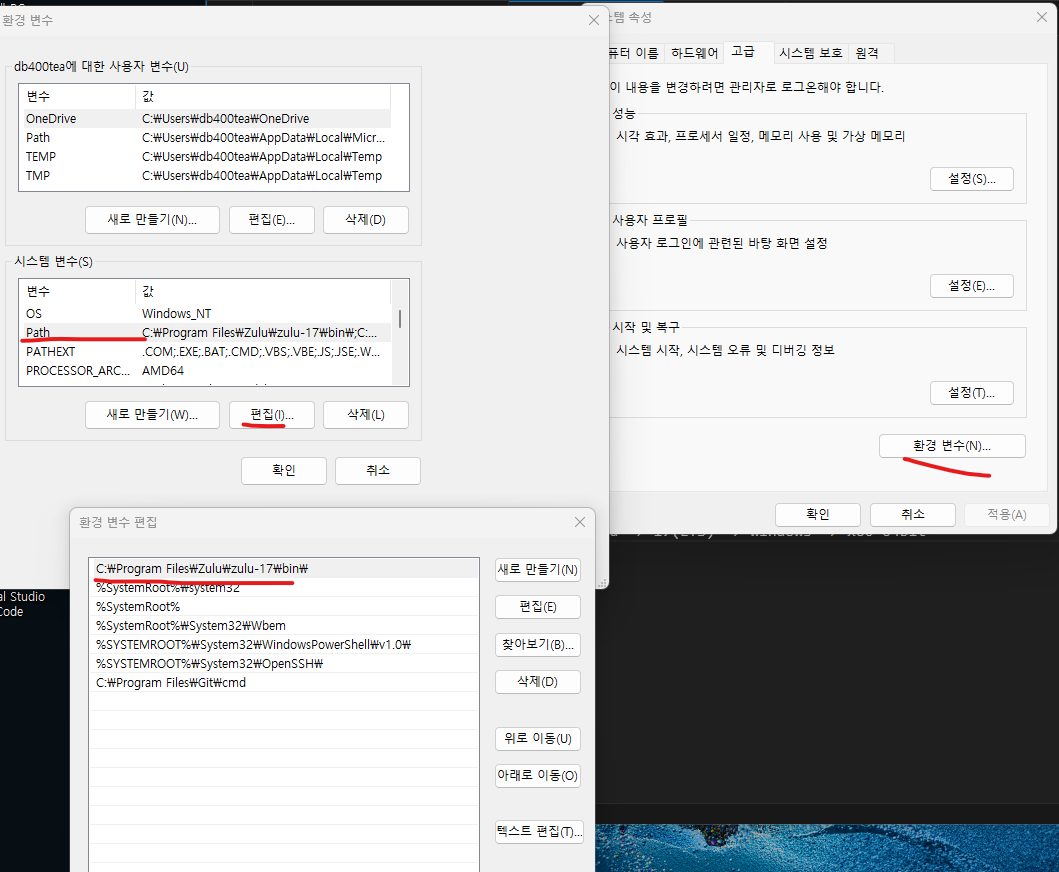 환경 변수
db400tea에 대한 사용자 변수(U)
변수 값
OneDrive C:₩Users₩db400tea₩OneDrive
Path C:₩Users₩db400tea₩AppData₩Local₩Micr...
TEMP C:₩Users₩db400tea₩AppData₩Local₩Temp
TMP C:₩Users₩db400tea₩AppData₩Local₩Temp
새로 만들기(N)... 편집(E)... 삭제(D)
시스템 변수(S)
변수 값
OS Windows_NT
Path C:₩Program Files₩Zulu₩zulu-17₩bin₩;C:...
PATHEXT .COM;.EXE;.BAT;.CMD;.VBS;.VBE;.JS;.JSE;.W...
PROCESSOR_ARC... AMD64
새로 만들기(W)... 편집(I)... 삭제(L)
확인 취소
템 속성
퓨터 이름 하드웨어 고급 시스템 보호 원격
이 내용을 변경하려면 관리자로 로그온해야 합니다.
성능
시각 효과, 프로세서 일정, 메모리 사용 및 가상 메모리
설정(S)...
사용자 프로필
사용자 로그인에 관련된 바탕 화면 설정
설정(E)...
시작 및 복구
시스템 시작, 시스템 오류 및 디버깅 정보
설정(T)...
환경 변수(N)...
확인 취소 적용(A)
환경 변수 편집
C:₩Program Files₩Zulu₩zulu-17₩bin₩
%SystemRoot%₩system32
%SystemRoot%
%SystemRoot%₩System32₩Wbem
%SYSTEMROOT%₩System32₩WindowsPowerShell₩v1.0₩
%SYSTEMROOT%₩System32₩OpenSSH₩
C:₩Program Files₩Git₩cmd
새로 만들기(N)
편집(E)
찾아보기(B)...
삭제(D)
위로 이동(U)
아래로 이동(O)
텍스트 편집(T)...
al Studio
Code